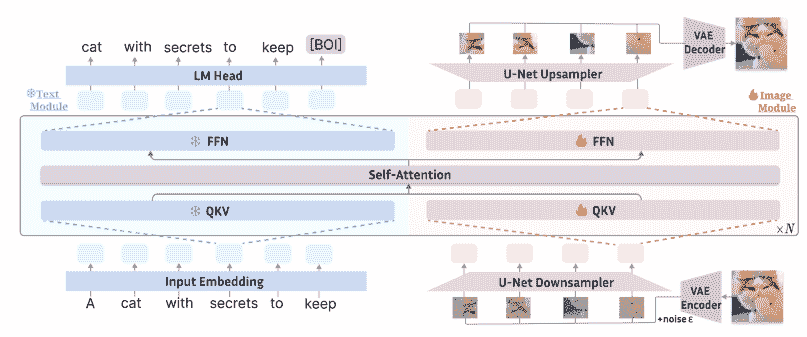 cat with secrets to keep [BOI]
LM Head
Text
Module
U-Net Upsampler
VAE
Decoder
Image
Module
FFN
FFN
Self-Attention
QKV
QKV
×N
Input Embedding
A cat with secrets to keep
U-Net Downsampler
+noise ε
VAE
Encoder